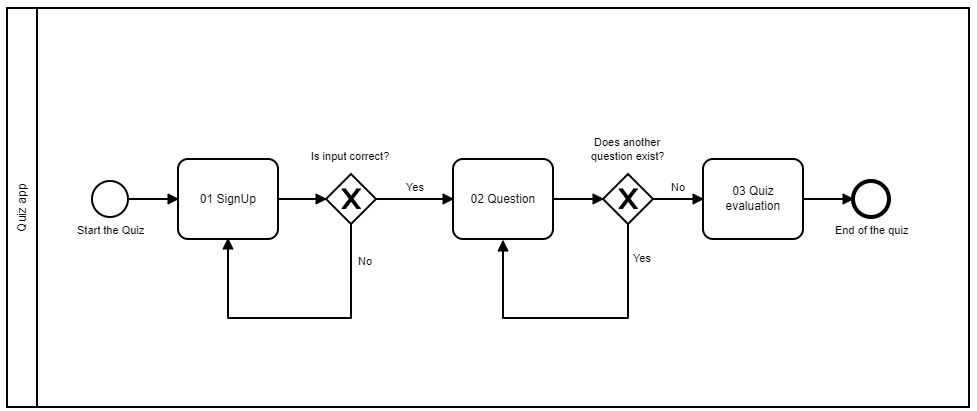 Quiz app
Start the Quiz
01 SignUp
Is input correct?
Yes
No
02 Question
Does another
question exist?
No
Yes
03 Quiz
evaluation
End of the quiz